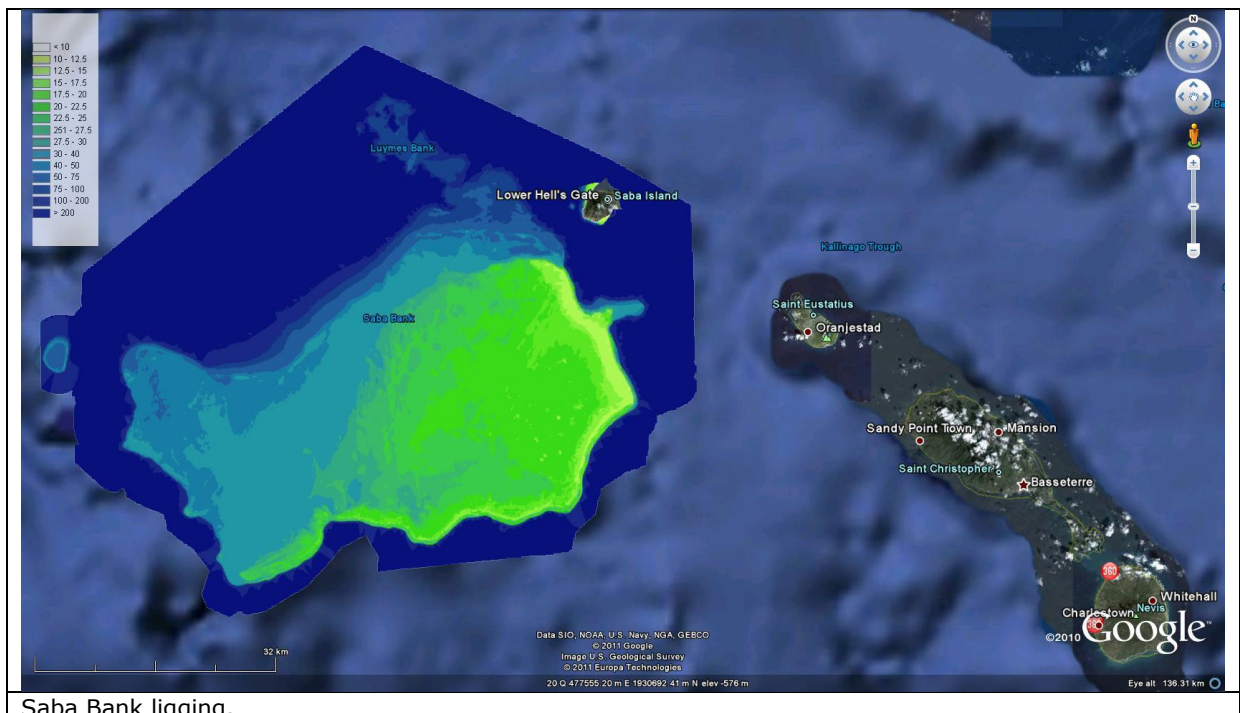 < 10
10 - 12.5
12.5 - 15
15 - 17.5
17.5 - 20
20 - 22.5
22.5 - 25
251 - 27.5
27.5 - 30
30 - 40
40 - 50
50 - 75
75 - 100
100 - 200
> 200
N
Luymes Bank
Lower Hell's Gate
Saba Island
Kallinago Trough
Saba Bank
Saint Eustatius
Oranjestad
Sandy Point Town
Mansion
Saint Christopher
Basseterre
360
Whitehall
Nevis
Charlestown
©2010 Google™
32 km
Data SIO, NOAA, U.S. Navy, NGA, GEBCO
© 2011 Google
Image U.S. Geological Survey
© 2011 Europa Technologies
20 Q 477555.20 m E 1930692.41 m N elev -576 m
Eye alt 136.31 km
Saba Bank ligging.